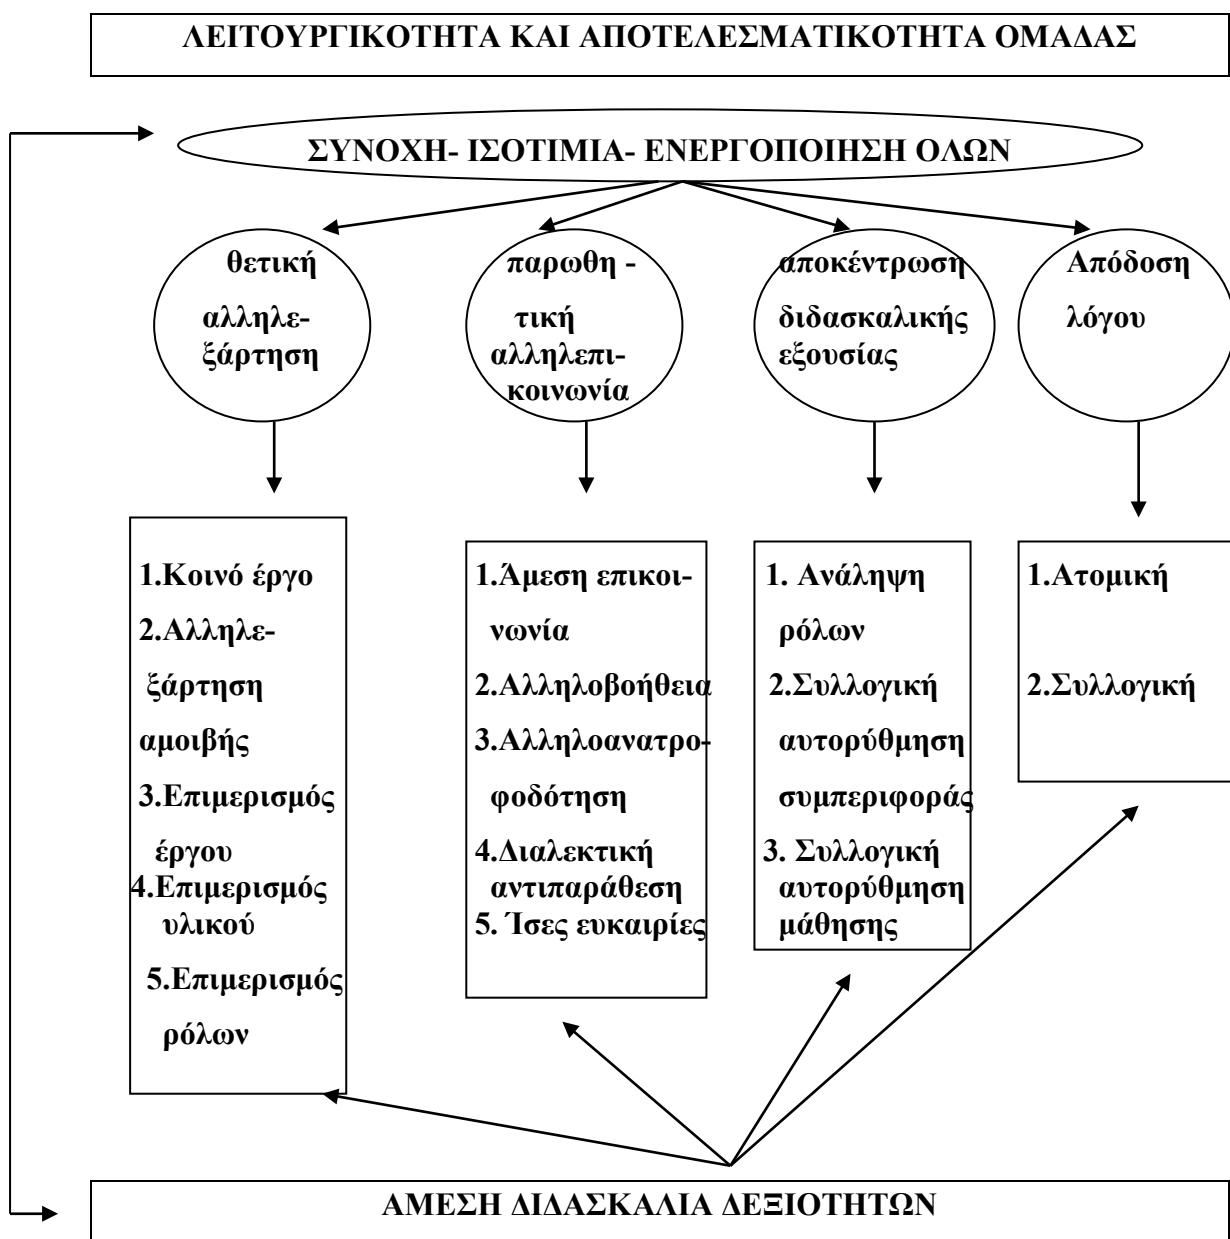 ΛΕΙΤΟΥΡΓΙΚΟΤΗΤΑ ΚΑΙ ΑΠΟΤΕΛΕΣΜΑΤΙΚΟΤΗΤΑ ΟΜΑΔΑΣ
ΣΥΝΟΧΗ- ΙΣΟΤΙΜΙΑ- ΕΝΕΡΓΟΠΟΙΗΣΗ ΟΛΩΝ
θετική
αλληλε-
ξάρτηση
παρωθη -
τική
αλληλεπι-
κοινωνία
αποκέντρωση
διδασκαλικής
εξουσίας
Απόδοση
λόγου
1.Κοινό έργο
2.Αλληλε-
ξάρτηση
αμοιβής
3.Επιμερισμός
έργου
4.Επιμερισμός
υλικού
5.Επιμερισμός
ρόλων
1.Άμεση επικοι-
νωνία
2.Αλληλοβοήθεια
3.Αλληλοανατρο-
φοδότηση
4.Διαλεκτική
αντιπαράθεση
5. Ίσες ευκαιρίες
1. Ανάληψη
ρόλων
2.Συλλογική
αυτορύθμηση
συμπεριφοράς
3. Συλλογική
αυτορύθμηση
μάθησης
1.Ατομική
2.Συλλογική
ΑΜΕΣΗ ΔΙΔΑΣΚΑΛΙΑ ΔΕΞΙΟΤΗΤΩΝ